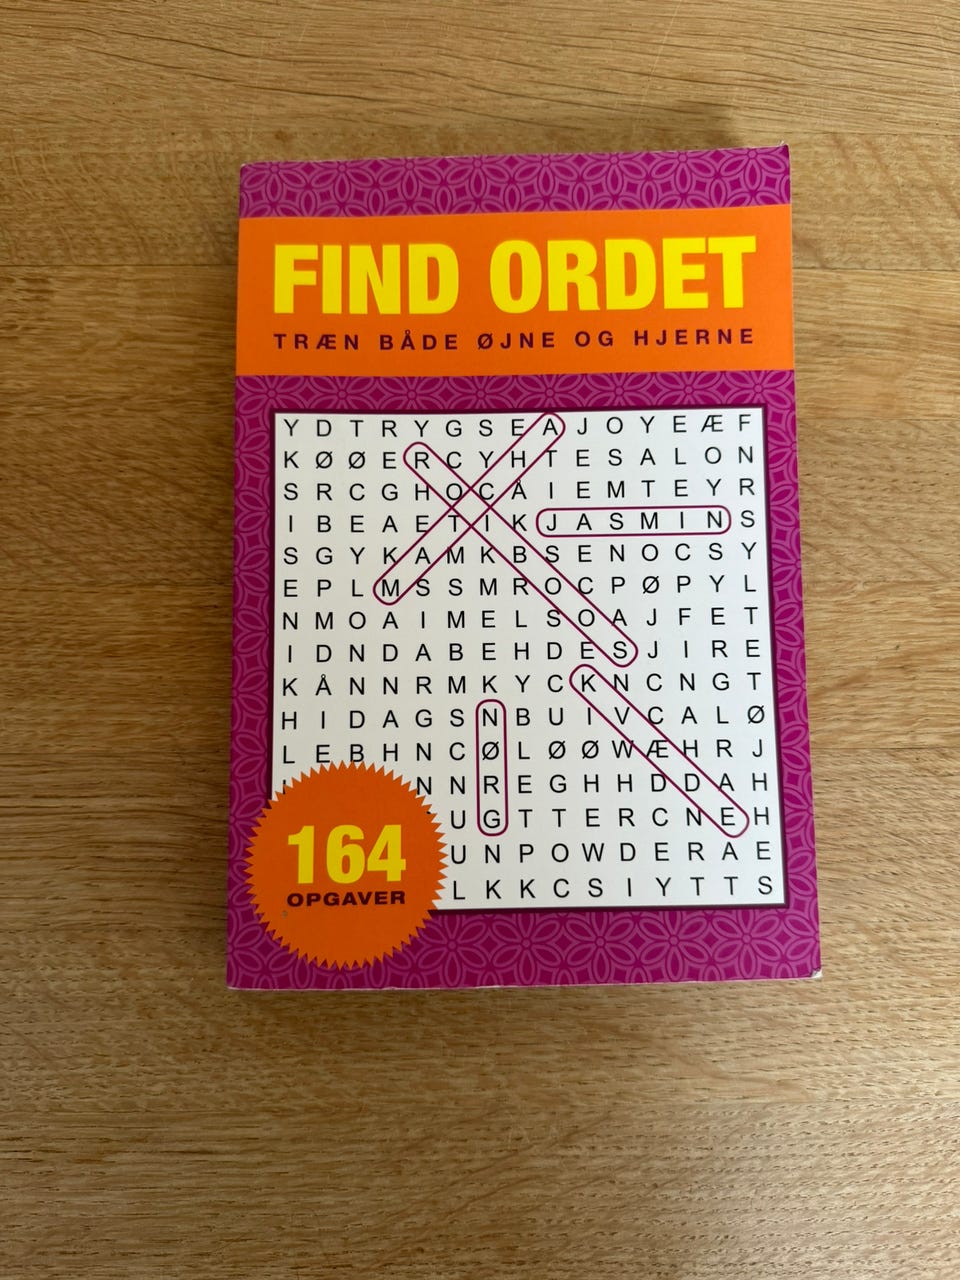 FIND ORDET
TRÆN BÅDE ØJNE OG HJERNE
Y D T R Y G S E A J O Y E Æ F
K Ø Ø E R C Y H T E S A L O N
S R C G H O C Å I E M T E Y R
I B E A E T I K J A S M I N S
S G Y K A M K B S E N O C S Y
E P L M S S M R O C P Ø P Y L
N M O A I M E L S O A J F E T
I D N D A B E H D E S J I R E
K Å N N R M K Y C K N C N G T
H I D A G S N B U I V C A L Ø
L E B H N C Ø L Ø Ø W Æ H R J
N N R E G H H D D A H
U G T T E R C N E H
U N P O W D E R A E
L K K C S I Y T T S
164
OPGAVER